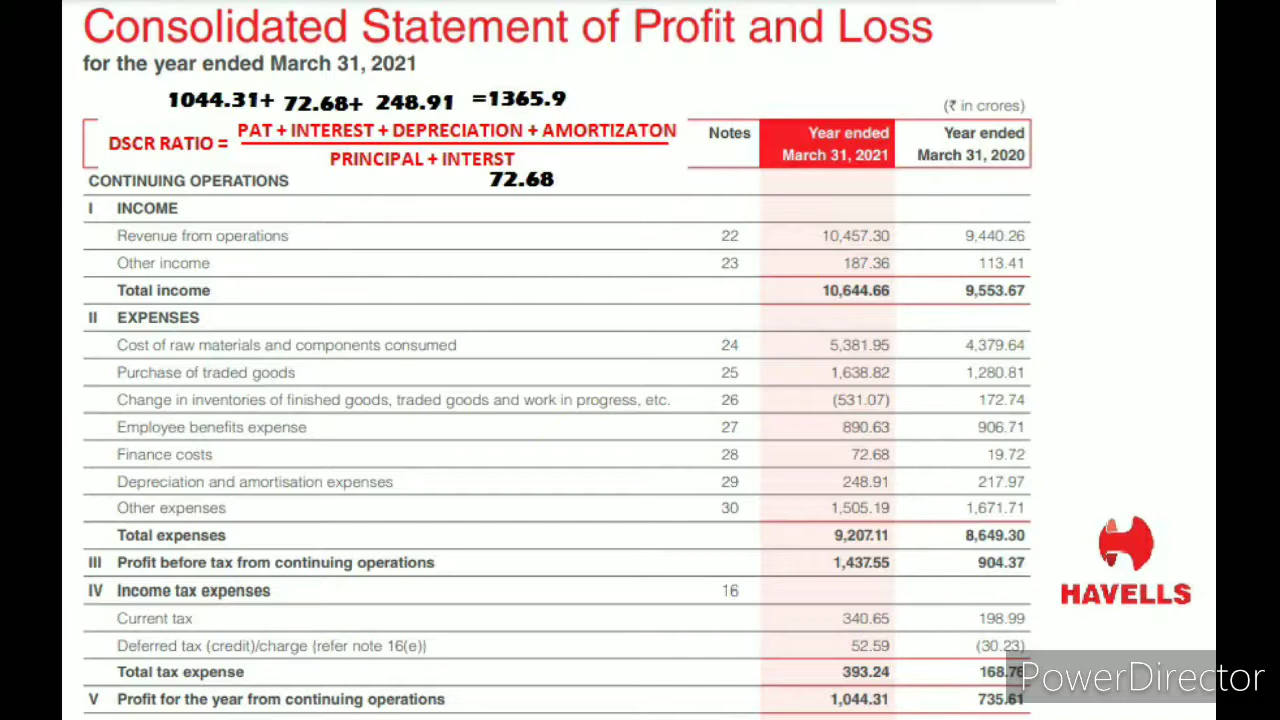 Consolidated Statement of Profit and Loss
for the year ended March 31, 2021
1044.31+ 72.68+ 248.91 =1365.9
(₹ in crores)
DSCR RATIO = PAT + INTEREST + DEPRECIATION + AMORTIZATON
PRINCIPAL + INTERST
72.68
Notes Year ended March 31, 2021 Year ended March 31, 2020
CONTINUING OPERATIONS
I INCOME
Revenue from operations 22 10,457.30 9,440.26
Other income 23 187.36 113.41
Total income 10,644.66 9,553.67
II EXPENSES
Cost of raw materials and components consumed 24 5,381.95 4,379.64
Purchase of traded goods 25 1,638.82 1,280.81
Change in inventories of finished goods, traded goods and work in progress, etc. 26 (531.07) 172.74
Employee benefits expense 27 890.63 906.71
Finance costs 28 72.68 19.72
Depreciation and amortisation expenses 29 248.91 217.97
Other expenses 30 1,505.19 1,671.71
Total expenses 9,207.11 8,649.30
III Profit before tax from continuing operations 1,437.55 904.37
IV Income tax expenses 16
Current tax 340.65 198.99
Deferred tax (credit)/charge (refer note 16(e)) 52.59 (30.23)
Total tax expense 393.24 168.76
V Profit for the year from continuing operations 1,044.31 735.61
HAVELLS
PowerDirector